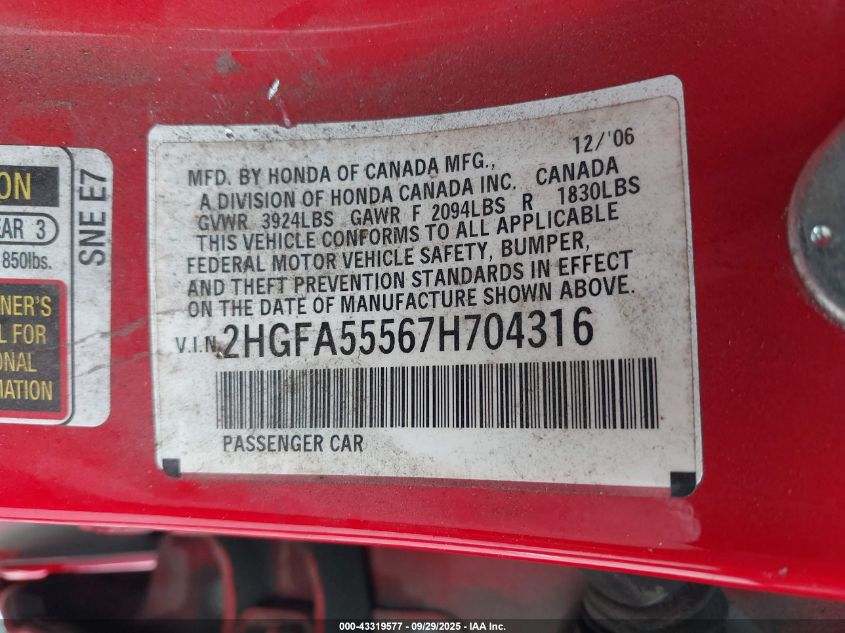 12/'06
MFD. BY HONDA OF CANADA MFG.,
A DIVISION OF HONDA CANADA INC. CANADA
GVWR 3924LBS GAWR F 2094LBS R 1830LBS
THIS VEHICLE CONFORMS TO ALL APPLICABLE
FEDERAL MOTOR VEHICLE SAFETY, BUMPER,
AND THEFT PREVENTION STANDARDS IN EFFECT
ON THE DATE OF MANUFACTURE SHOWN ABOVE.
V.I.N. 2HGFA55567H704316
PASSENGER CAR
ON
EAR 3
850lbs.
SNE E7
NER'S
L FOR
IONAL
MATION
000-43319577 — 09/29/2025 — IAA Inc.